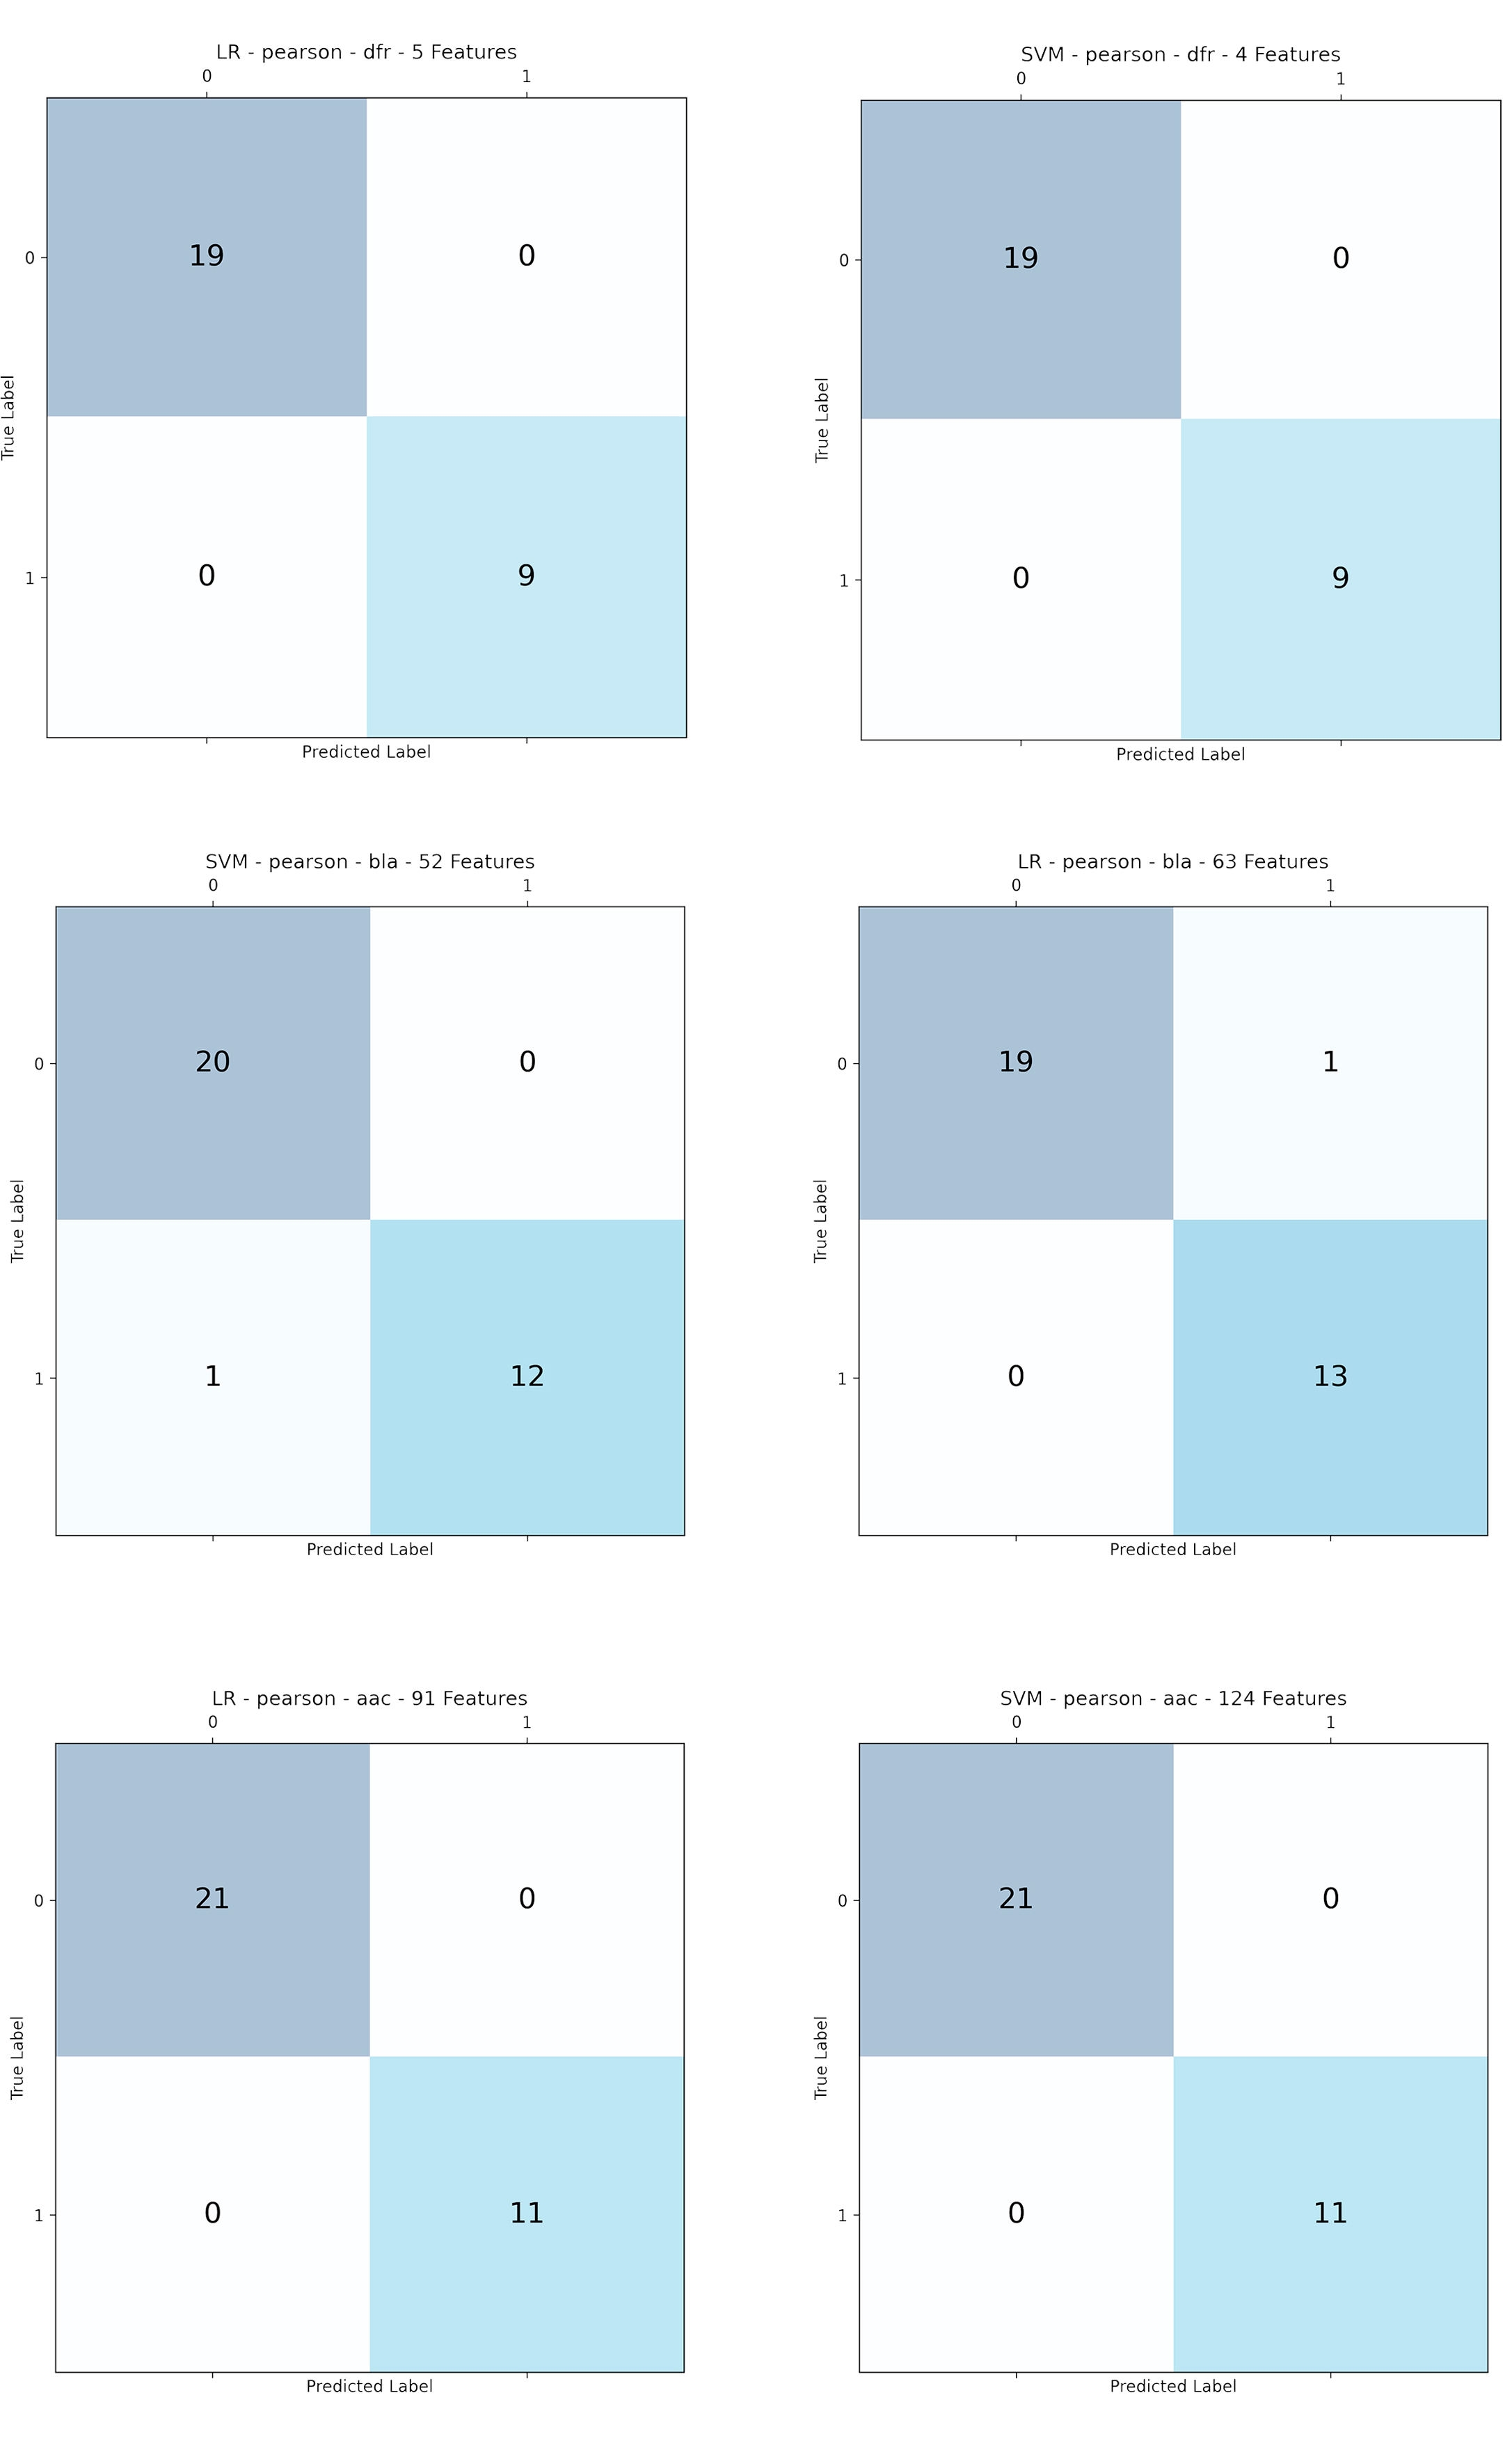 LR - pearson - dfr - 5 Features
0 1
0 19 0
True Label
1 0 9
Predicted Label
SVM - pearson - dfr - 4 Features
0 1
0 19 0
True Label
1 0 9
Predicted Label
SVM - pearson - bla - 52 Features
0 1
0 20 0
True Label
1 1 12
Predicted Label
LR - pearson - bla - 63 Features
0 1
0 19 1
True Label
1 0 13
Predicted Label
LR - pearson - aac - 91 Features
0 1
0 21 0
True Label
1 0 11
Predicted Label
SVM - pearson - aac - 124 Features
0 1
0 21 0
True Label
1 0 11
Predicted Label